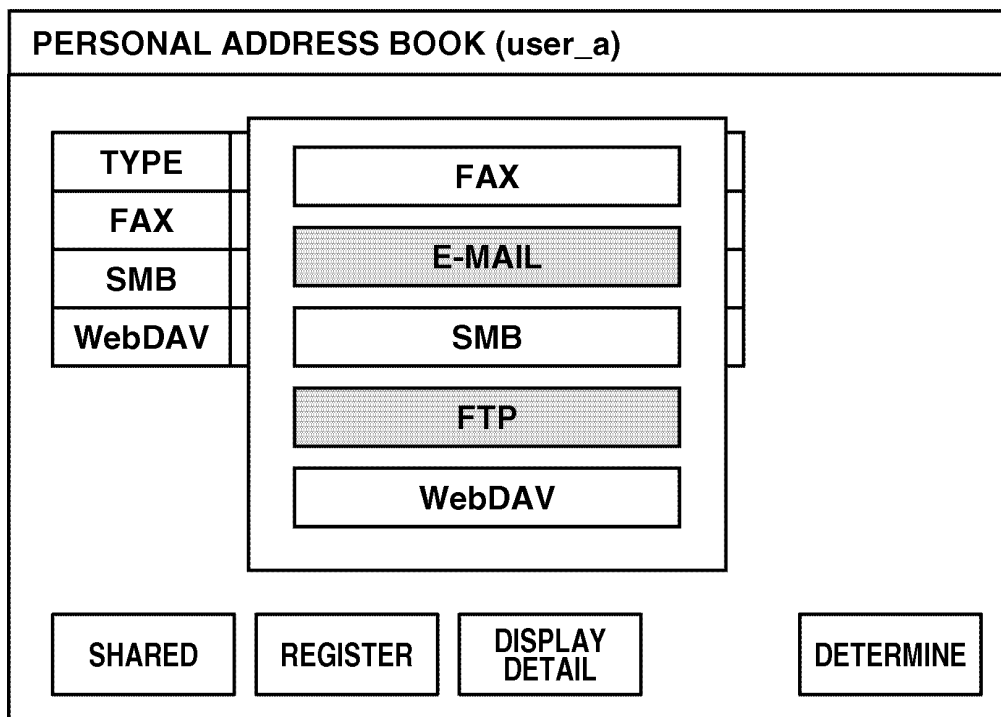 PERSONAL ADDRESS BOOK (user_a)
TYPE
FAX
SMB
WebDAV
FAX
E-MAIL
SMB
FTP
WebDAV
SHARED
REGISTER
DISPLAY
DETAIL
DETERMINE